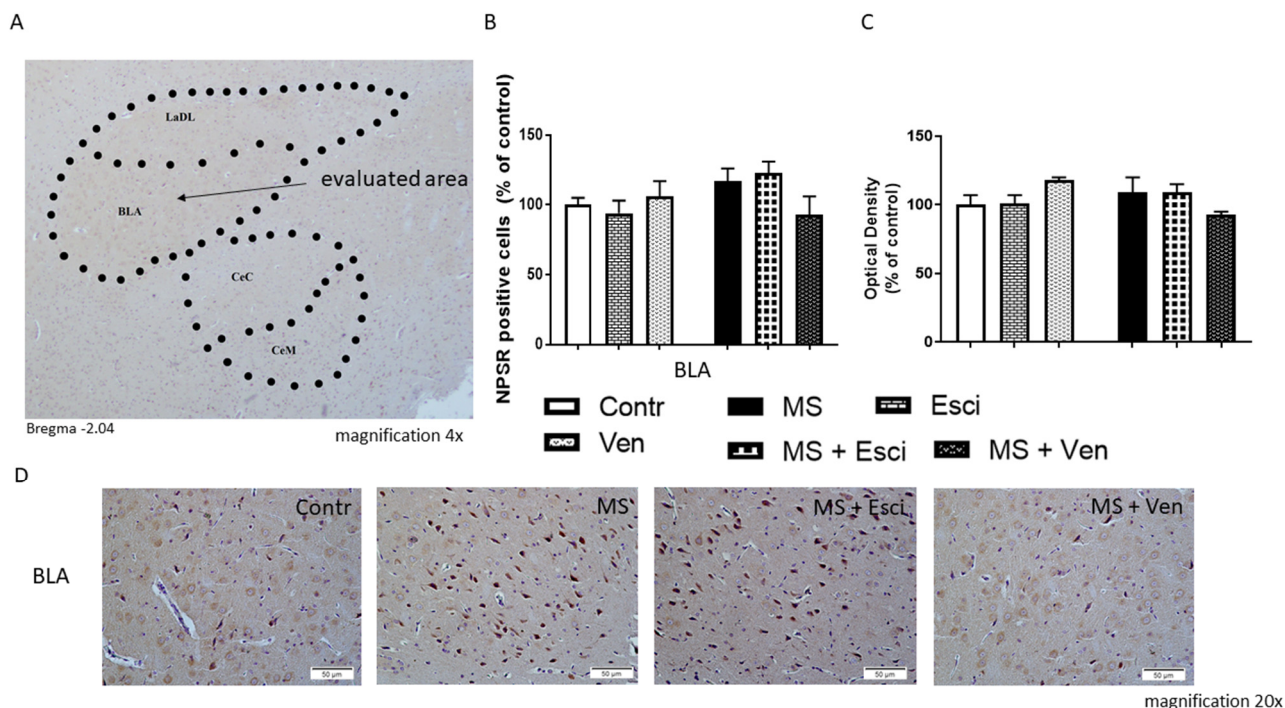 A
B
C
LaDL
BLA
evaluated area
CeC
CeM
Bregma -2.04
magnification 4x
NPSR positive cells (% of control)
150
100
50
0
BLA
Optical Density
(% of control)
150
100
50
0
Contr
MS
Esci
Ven
MS + Esci
MS + Ven
D
BLA
Contr
MS
MS + Esci
MS + Ven
50 µm
50 µm
50 µm
50 µm
magnification 20x